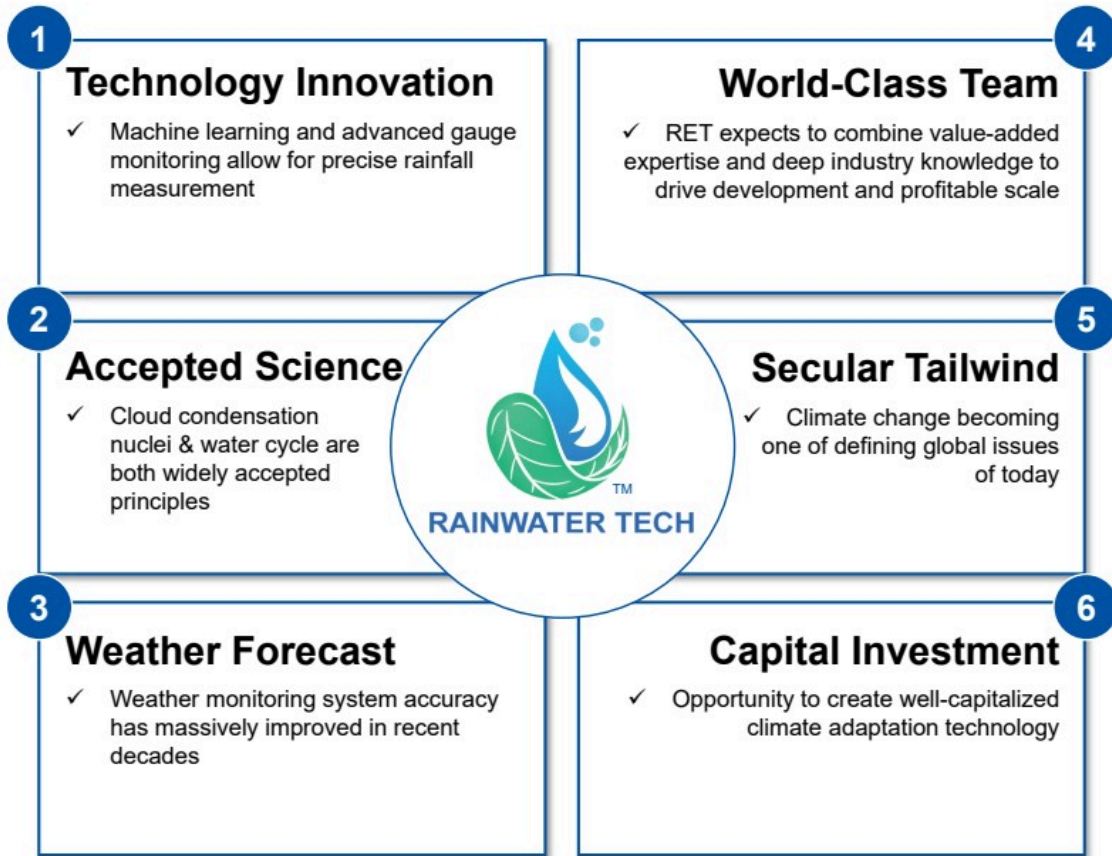 1
Technology Innovation
✓ Machine learning and advanced gauge
monitoring allow for precise rainfall
measurement
2
Accepted Science
✓ Cloud condensation
nuclei & water cycle are
both widely accepted
principles
3
Weather Forecast
✓ Weather monitoring system accuracy
has massively improved in recent
decades
TM
RAINWATER TECH
4
World-Class Team
✓ RET expects to combine value-added
expertise and deep industry knowledge to
drive development and profitable scale
5
Secular Tailwind
✓ Climate change becoming
one of defining global issues
of today
6
Capital Investment
✓ Opportunity to create well-capitalized
climate adaptation technology